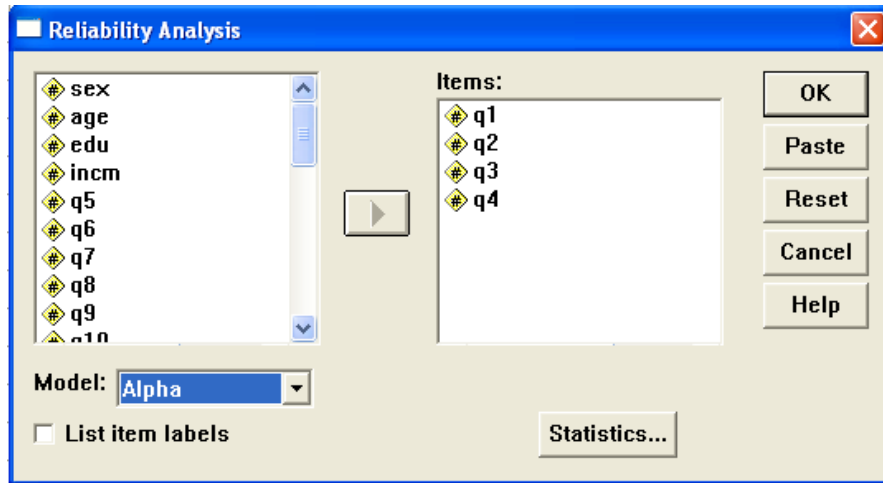 Reliability Analysis
sex
age
edu
incm
q5
q6
q7
q8
q9
q10
Items:
q1
q2
q3
q4
OK
Paste
Reset
Cancel
Help
Model: Alpha
List item labels
Statistics...